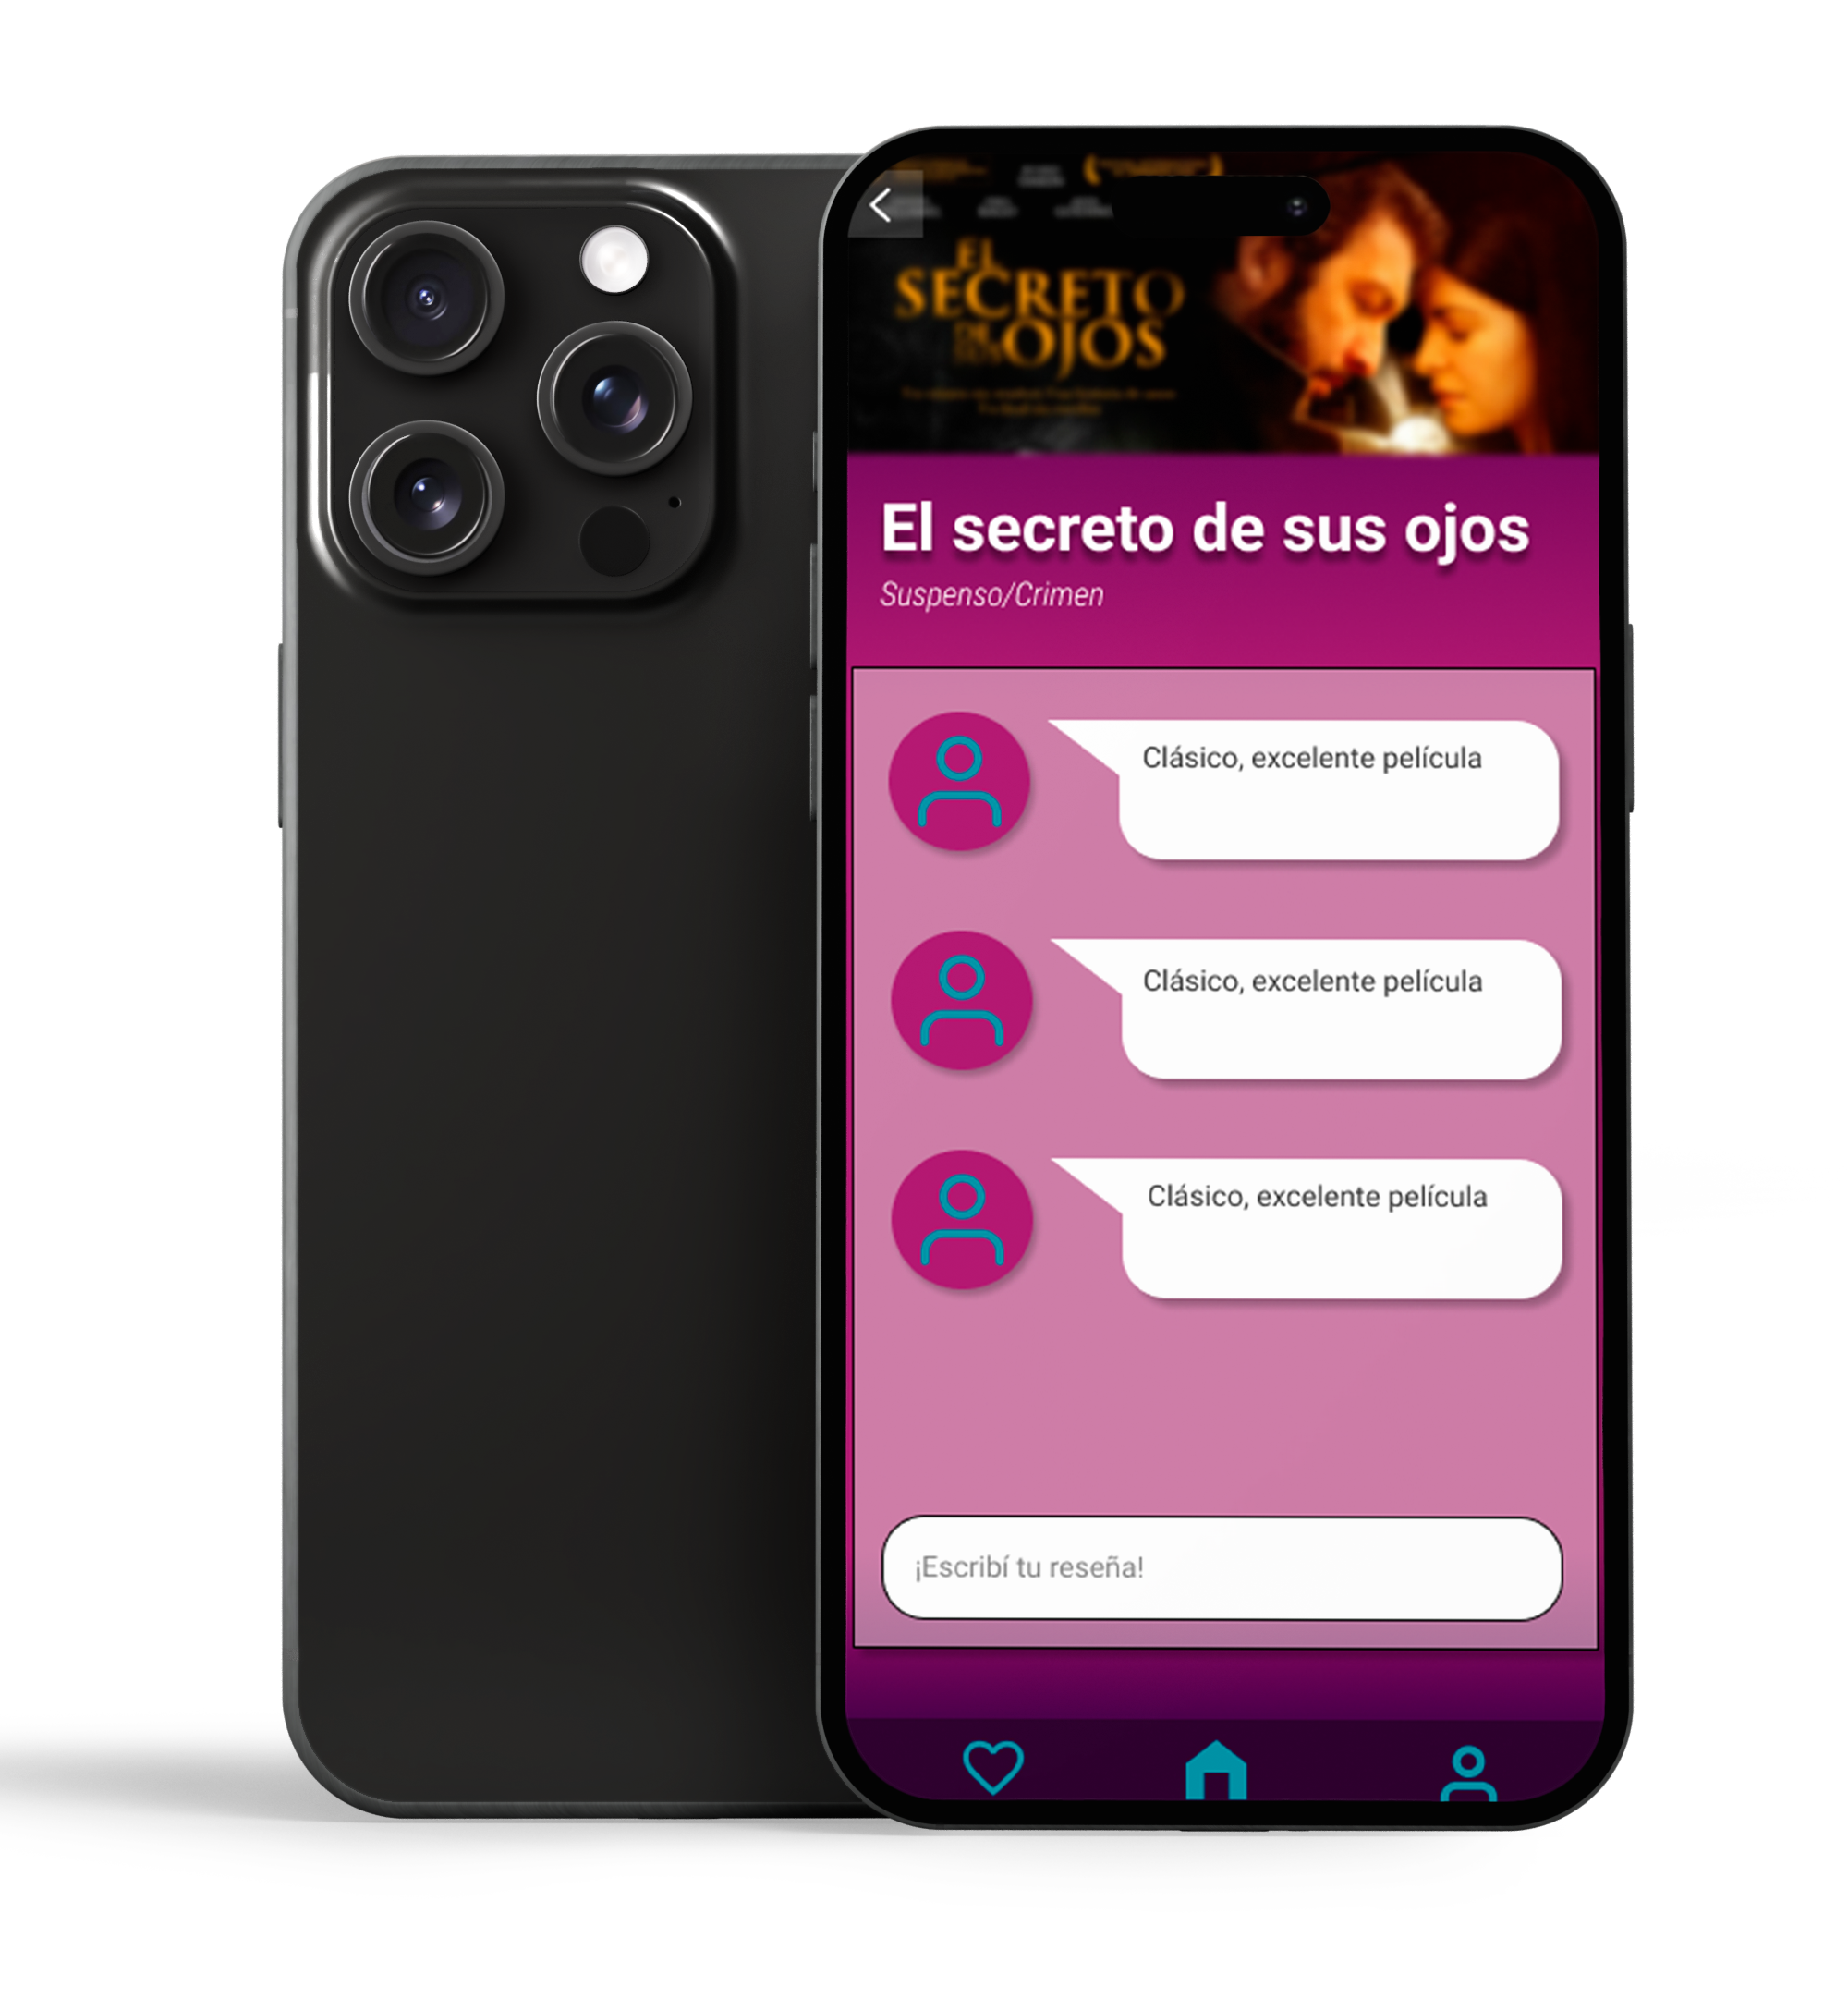 EL
SECRETO
DE
SUS OJOS
El secreto de sus ojos
Suspenso/Crimen
Clásico, excelente película
Clásico, excelente película
Clásico, excelente película
¡Escribí tu reseña!